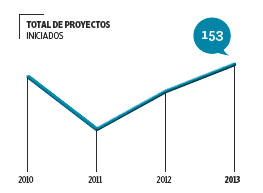 TOTAL DE PROYECTOS
INICIADOS
153
2010 2011 2012 2013